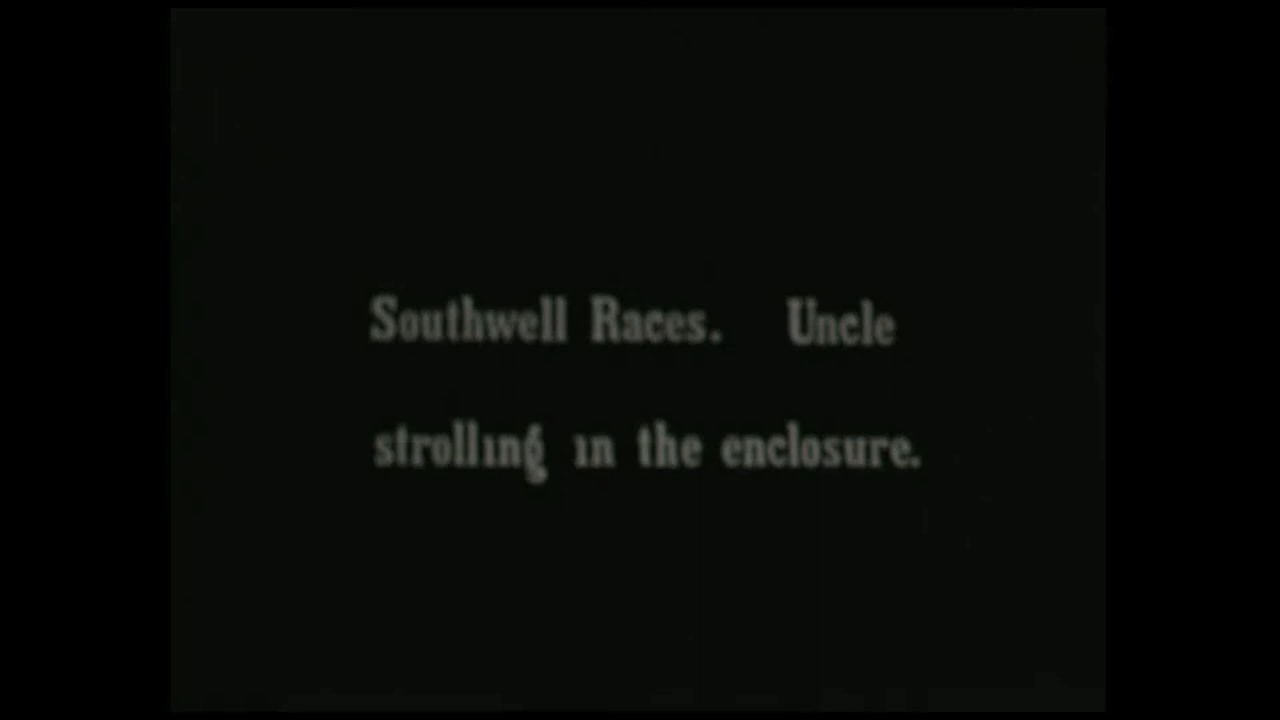 Southwell Races. Uncle
strolling in the enclosure.